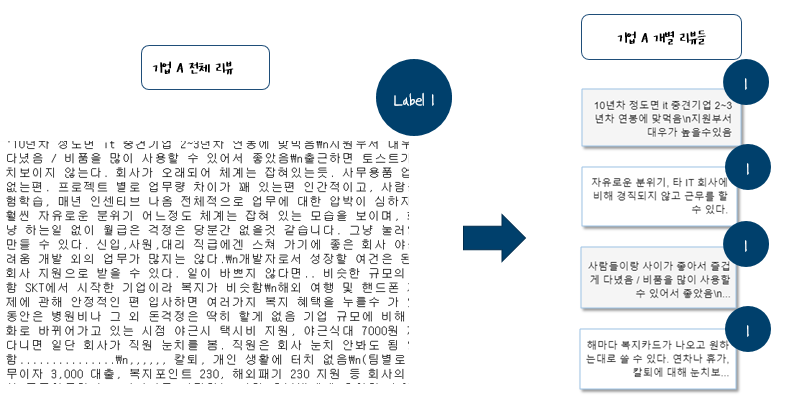 기업 A 전체 리뷰
Label 1
'10년차 정도면 it 중견기업 2~3년차 연봉에 맞먹음₩n지원부서 대우
다녔음 / 비품을 많이 사용할 수 있어서 좋았음₩n출근하면 토스트가
치보이지 않는다. 회사가 오래되어 체계는 잡혀있는듯. 사무용품 업
없는편. 프로젝트 별로 업무량 차이가 꽤 있는편 인간적이고, 사람
험학습, 매년 인센티브 나옴 전체적으로 업무에 대한 압박이 심하지
훨씬 자유로운 분위기 어느정도 체계는 잡혀 있는 모습을 보이며,
냥 하는일 없이 월급은 걱정은 당분간 없을것 같습니다. 그냥 눌러
만들 수 있다. 신입,사원,대리 직급에겐 스쳐 가기에 좋은 회사 야
려움 개발 외의 업무가 많지는 않다.₩n개발자로서 성장할 여건은 된
회사 지원으로 받을 수 있다. 일이 바쁘지 않다면.. 비슷한 규모의
함 SKT에서 시작한 기업이라 복지가 비슷함₩n해외 여행 및 핸드폰
제에 관해 안정적인 편 입사하면 여러가지 복지 혜택을 누릴수 가
동안은 병원비나 그 외 돈걱정은 딱히 할게 없음 기업 규모에 비해
화로 바뀌어가고 있는 시점 야근시 택시비 지원, 야근식대 7000원
다니면 일단 회사가 직원 눈치를 봄. 직원은 회사 눈치 안봐도 됨
함...............₩n,,,,,, 칼퇴, 개인 생활에 터치 없음₩n(팀별로
무이자 3,000 대출, 복지포인트 230, 해외패기 230 지원 등 회사의
기업 A 개별 리뷰들
1
10년차 정도면 it 중견기업 2~3
년차 연봉에 맞먹음\n지원부서
대우가 높을수있음
1
자유로운 분위기, 타 IT 회사에
비해 경직되지 않고 근무를 할
수 있다.
1
사람들이랑 사이가 좋아서 즐겁
게 다녔음 / 비품을 많이 사용할
수 있어서 좋았음\n...
1
해마다 복지카드가 나오고 원하
는대로 쓸 수 있다. 연차나 휴가,
칼퇴에 대해 눈치보...